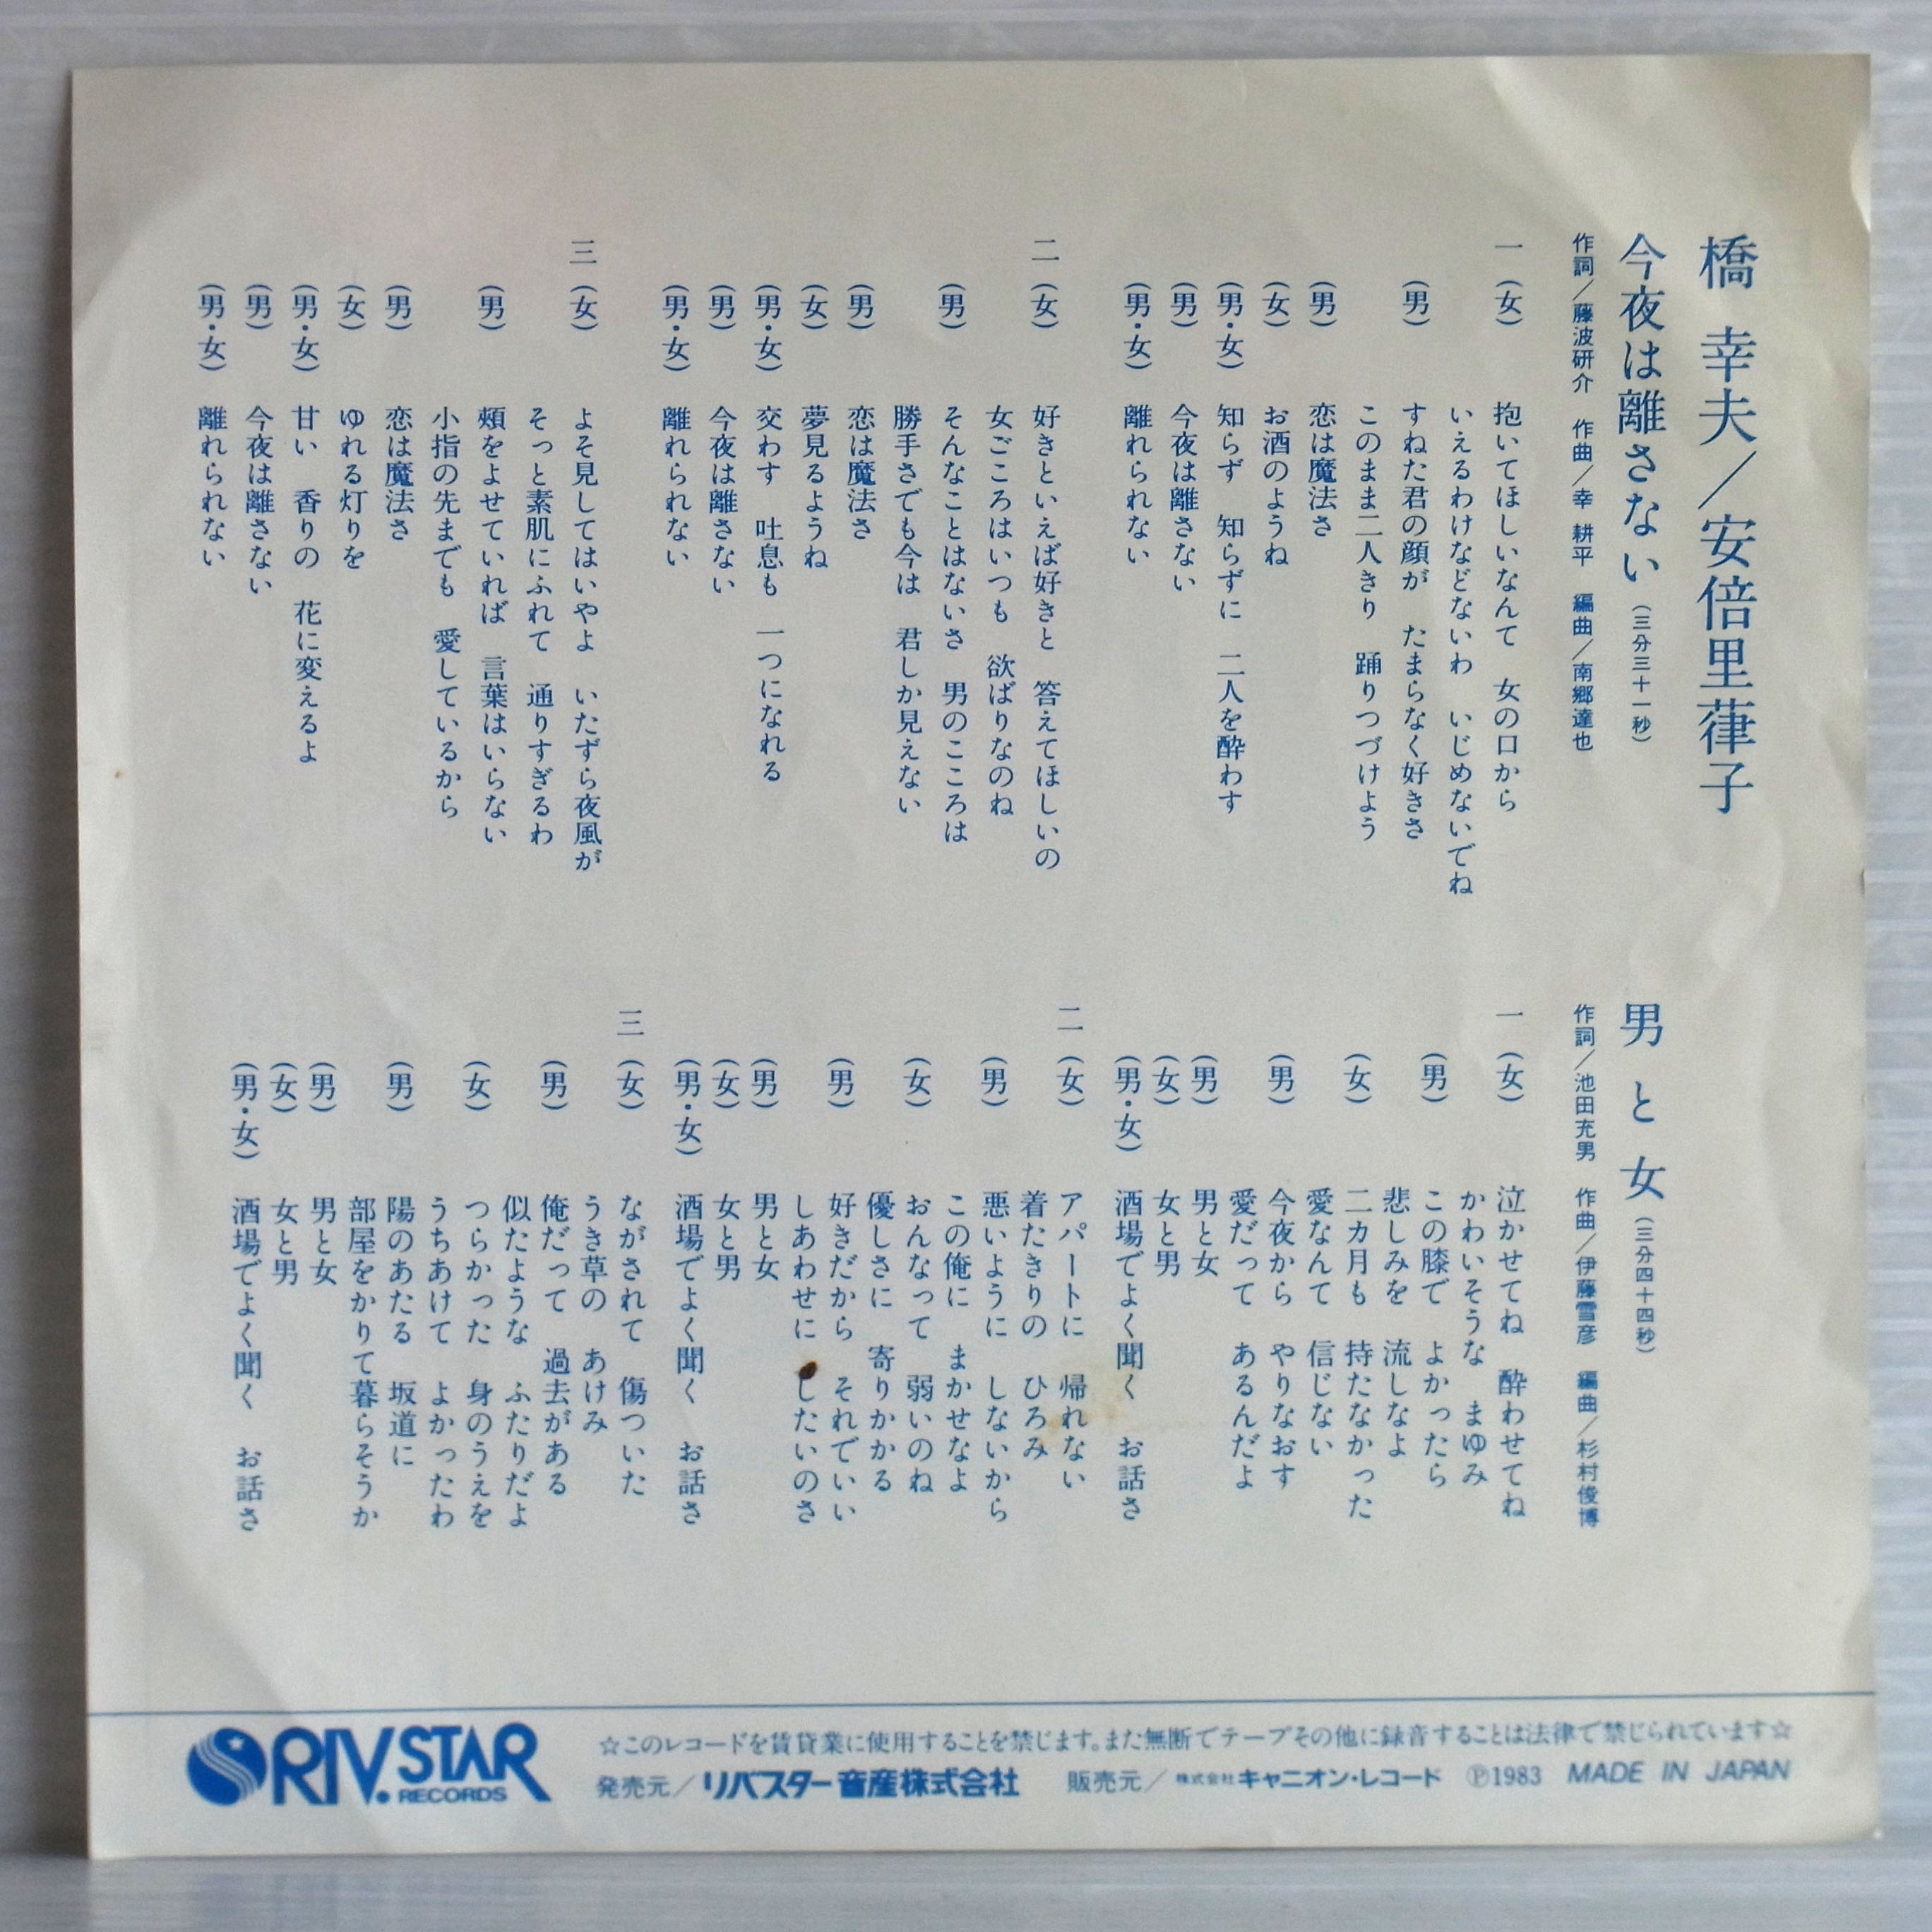 橋 幸夫／安倍里葎子
今夜は離さない（三分三十一秒）
作詞／藤波研介 作曲／幸 耕平 編曲／南郷達也
一（女） 抱いてほしいなんて 女の口から
いえるわけなどないわ いじめないでね
（男） すねた君の顔が たまらなく好きさ
このまま二人きり 踊りつづけよう
（男） 恋は魔法さ
（女） お酒のようね
（男・女） 知らず 知らずに 二人を酔わす
（男） 今夜は離さない
（男・女） 離れられない
二（女） 好きといえば好きと 答えてほしいの
女ごころはいつも 欲ばりなのね
（男） そんなことはないさ 男のこころは
勝手さでも今は 君しか見えない
（男） 恋は魔法さ
（女） 夢見るようね
（男・女） 交わす 吐息も 一つになれる
（男） 今夜は離さない
（男・女） 離れられない
三（女） よそ見してはいやよ いたずら夜風が
そっと素肌にふれて 通りすぎるわ
（男） 頬をよせていれば 言葉はいらない
小指の先までも 愛しているから
（男） 恋は魔法さ
（女） ゆれる灯りを
（男・女） 甘い 香りの 花に変えるよ
（男） 今夜は離さない
（男・女） 離れられない
男と女（三分四十四秒）
作詞／池田充男 作曲／伊藤雪彦 編曲／杉村俊博
一（女） 泣かせてね 酔わせてね
かわいそうな まゆみ
（男） この膝で よかったら
悲しみを 流しなよ
（女） 二カ月も 持たなかった
愛なんて 信じない
（男） 今夜から やりなおす
愛だって あるんだよ
（男） 男と女
（女） 女と男
（男・女） 酒場でよく聞く お話さ
二（女） アパートに 帰れない
着たきりの ひろみ
（男） 悪いように しないから
この俺に まかせなよ
（女） おんなって 弱いのね
優しさに 寄りかかる
（男） 好きだから それでいい
しあわせに したいのさ
（男） 男と女
（女） 女と男
（男・女） 酒場でよく聞く お話さ
三（女） ながされて 傷ついた
うき草の あけみ
（男） 俺だって 過去がある
似たような ふたりだよ
（女） つらかった 身のうえを
うちあけて よかったわ
（男） 陽のあたる 坂道に
部屋をかりて暮らそうか
（男） 男と女
（女） 女と男
（男・女） 酒場でよく聞く お話さ
RIV.STAR RECORDS
☆このレコードを賃貸業に使用することを禁じます。また無断でテープその他に録音することは法律で禁じられています☆
発売元／リバスター音産株式会社 販売元／株式会社キャニオン・レコード Ⓟ1983 MADE IN JAPAN